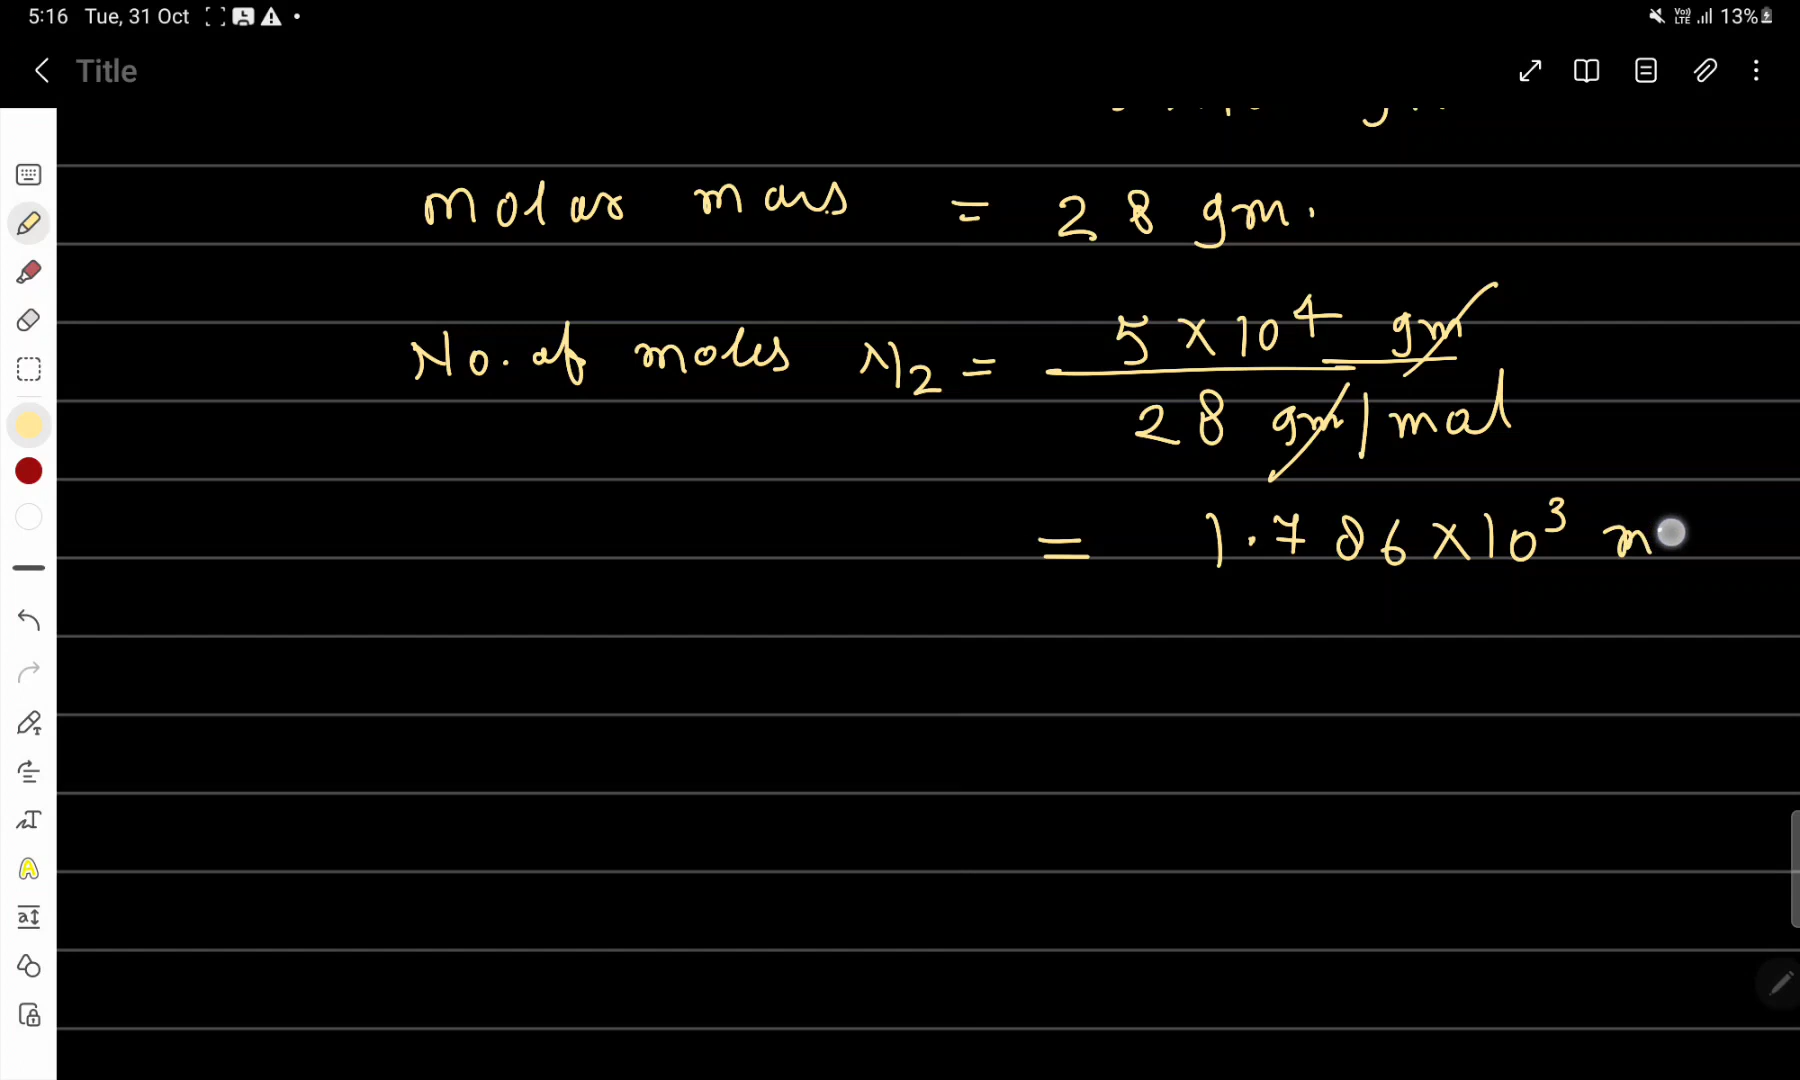 5:16 Tue, 31 Oct 13%
Title
molar mass = 28 gm.
No. of moles N2 = 5 × 10^4 gm
28 gm/mol
= 1.786 × 10^3 m